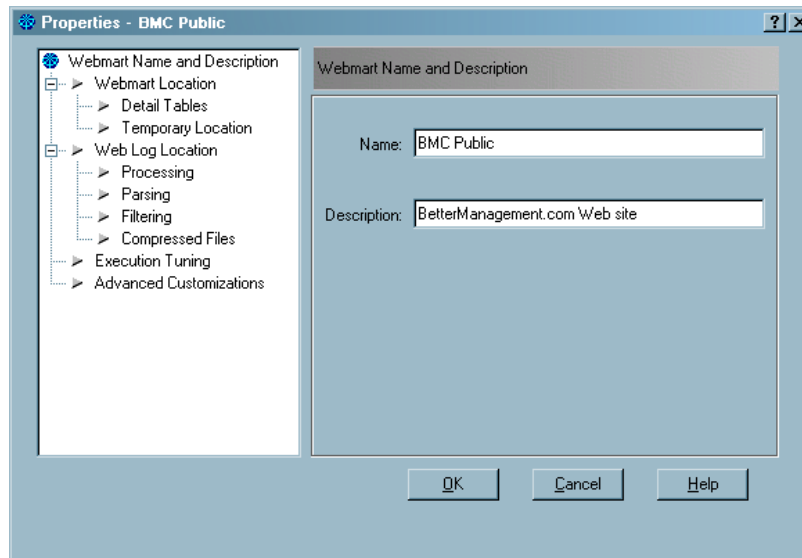 Properties - BMC Public
Webmart Name and Description
Webmart Location
Detail Tables
Temporary Location
Web Log Location
Processing
Parsing
Filtering
Compressed Files
Execution Tuning
Advanced Customizations
Webmart Name and Description
Name: BMC Public
Description: BetterManagement.com Web site
OK Cancel Help